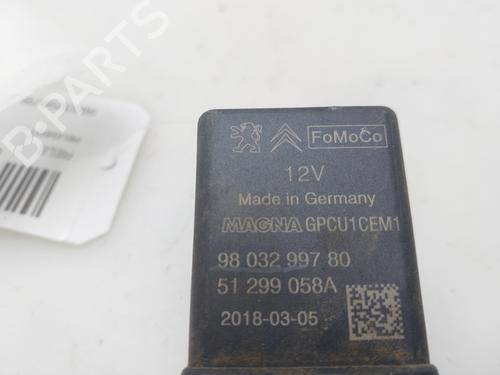 FoMoCo
12V
Made in Germany
MAGNA GPCU1CEM1
98 032 997 80
51 299 058A
2018-03-05
B-PARTS